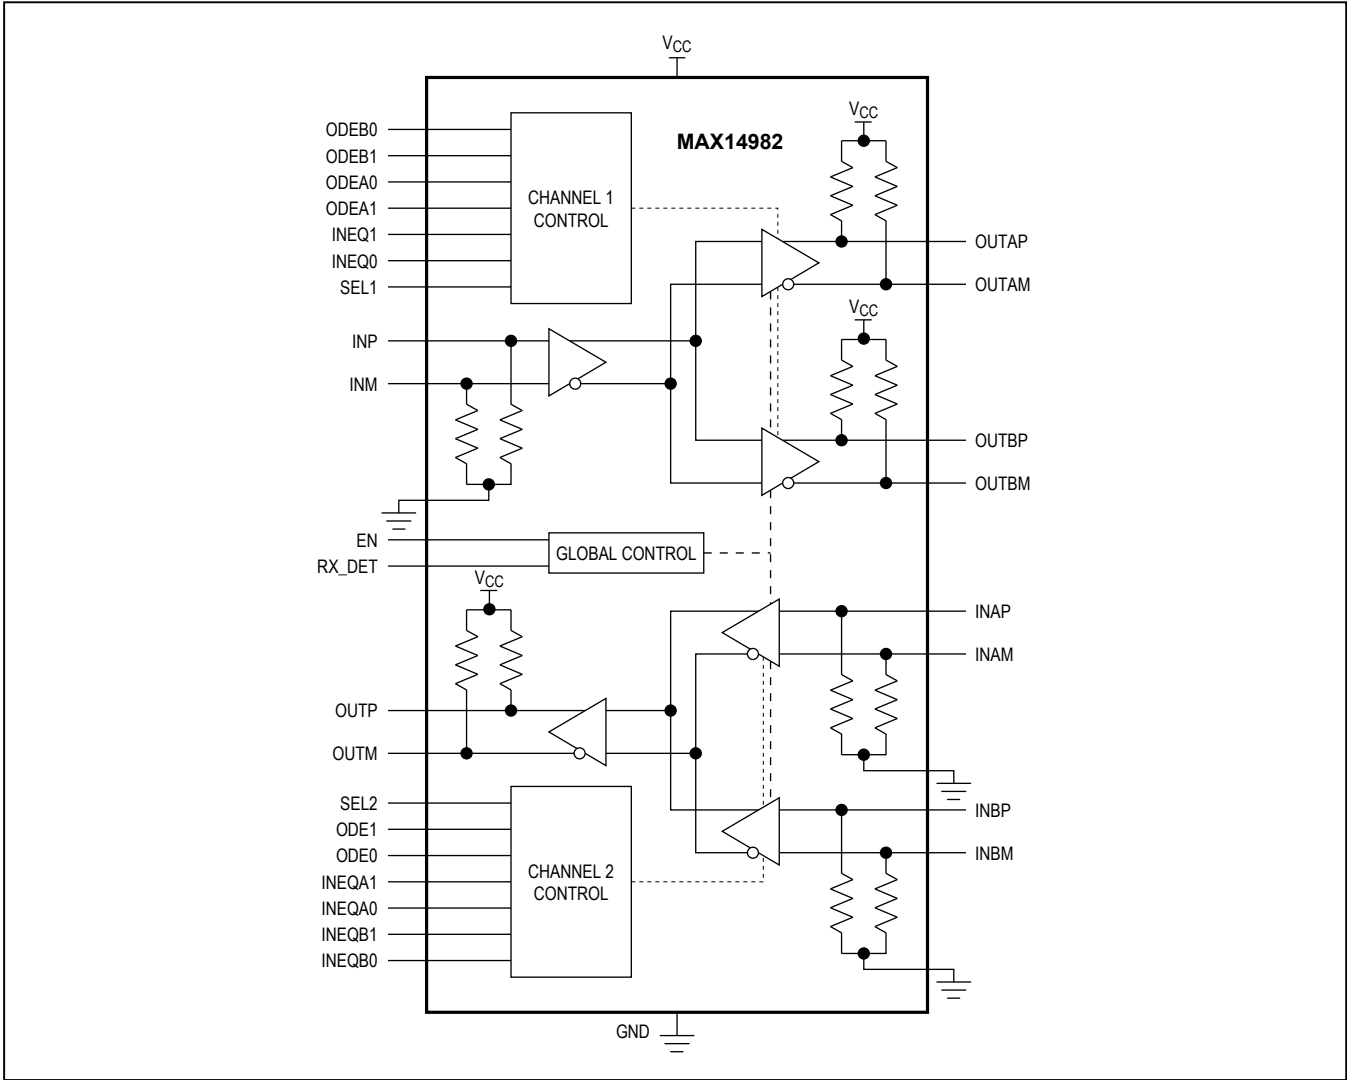 VCC
MAX14982
ODEB0
ODEB1
ODEA0
ODEA1
INEQ1
INEQ0
SEL1
CHANNEL 1
CONTROL
VCC
OUTAP
OUTAM
INP
INM
VCC
OUTBP
OUTBM
EN
RX_DET
GLOBAL CONTROL
VCC
INAP
INAM
OUTP
OUTM
SEL2
ODE1
ODE0
INEQA1
INEQA0
INEQB1
INEQB0
CHANNEL 2
CONTROL
INBP
INBM
GND